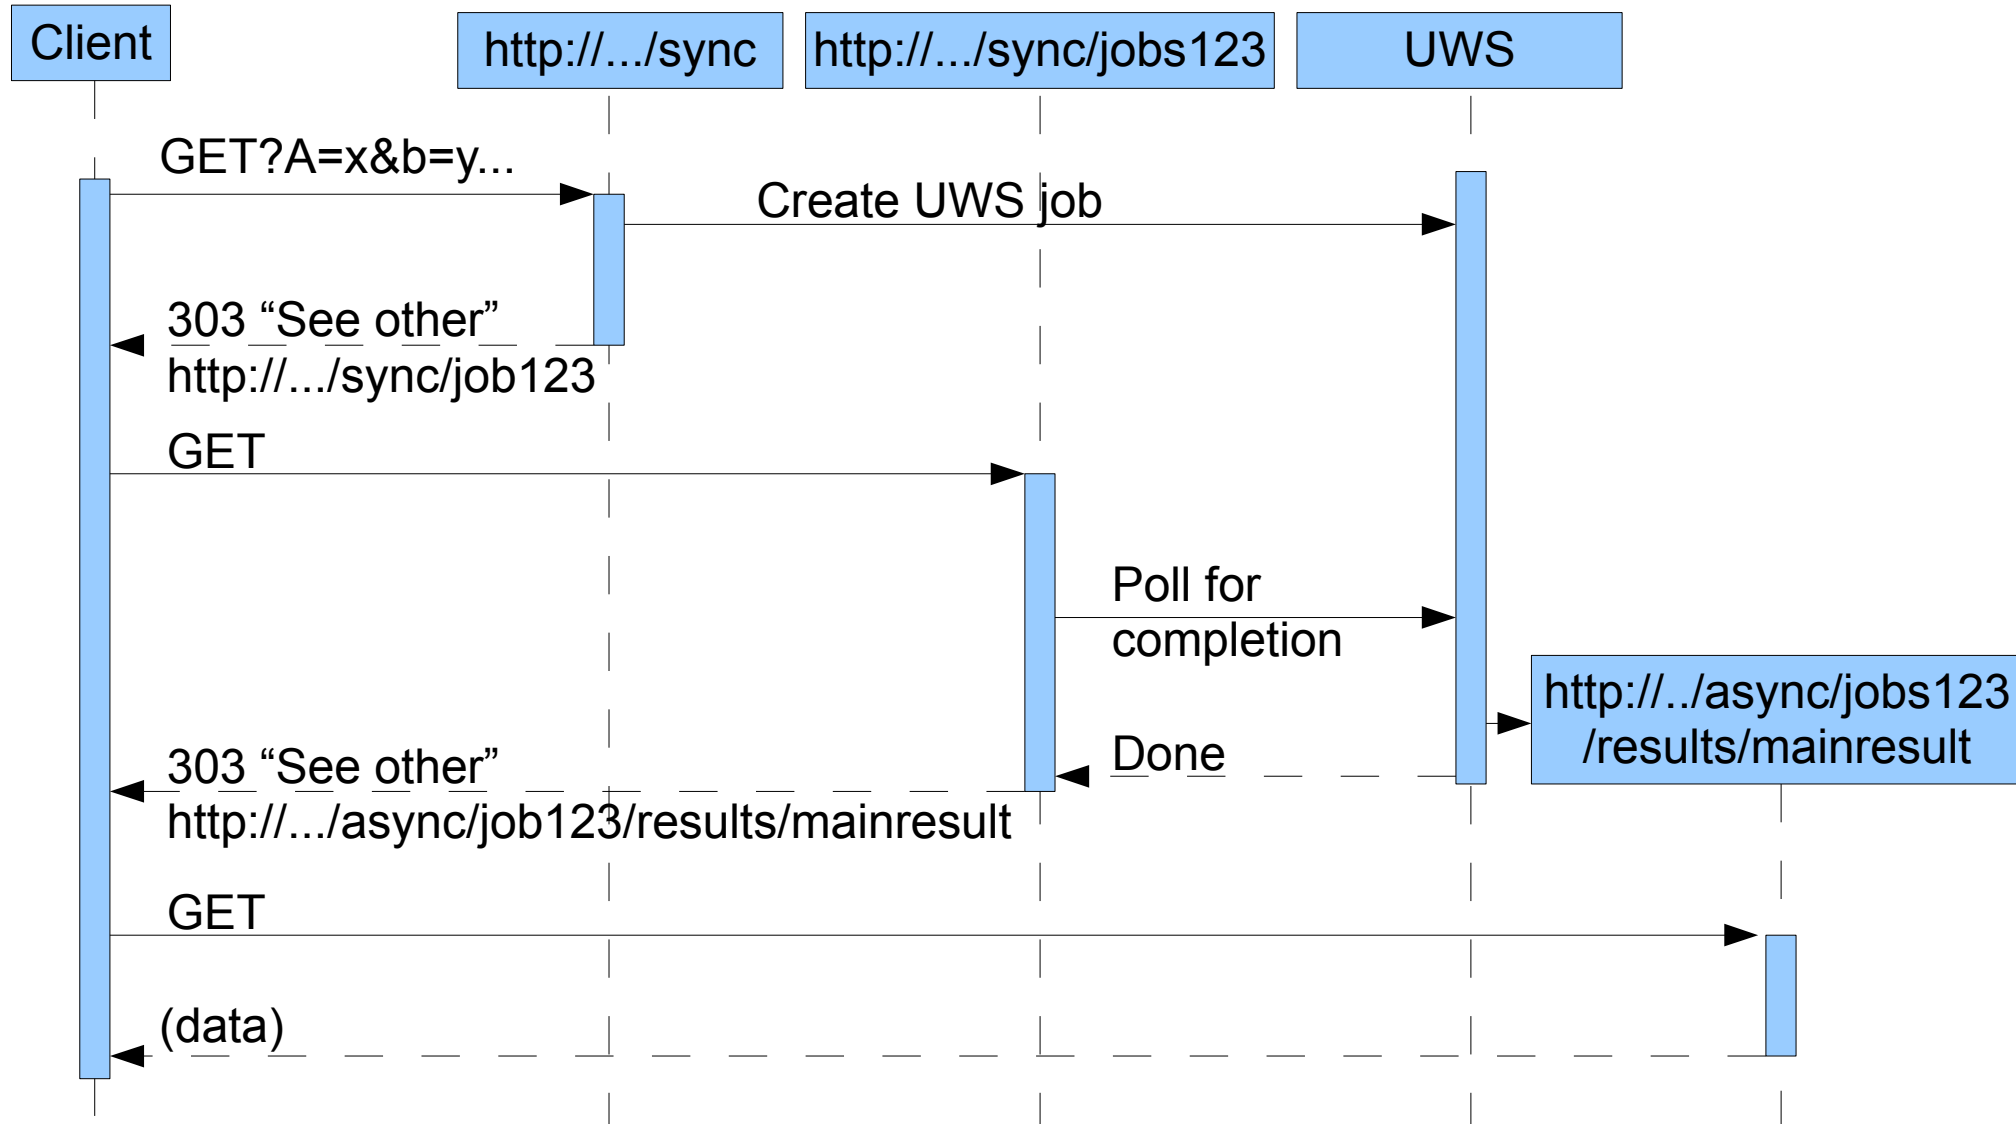 Client
http://.../sync
http://.../sync/jobs123
UWS
GET?A=x&b=y...
Create UWS job
303 “See other”
http://.../sync/job123
GET
Poll for
completion
http://../async/jobs123
/results/mainresult
Done
303 “See other”
http://.../async/job123/results/mainresult
GET
(data)